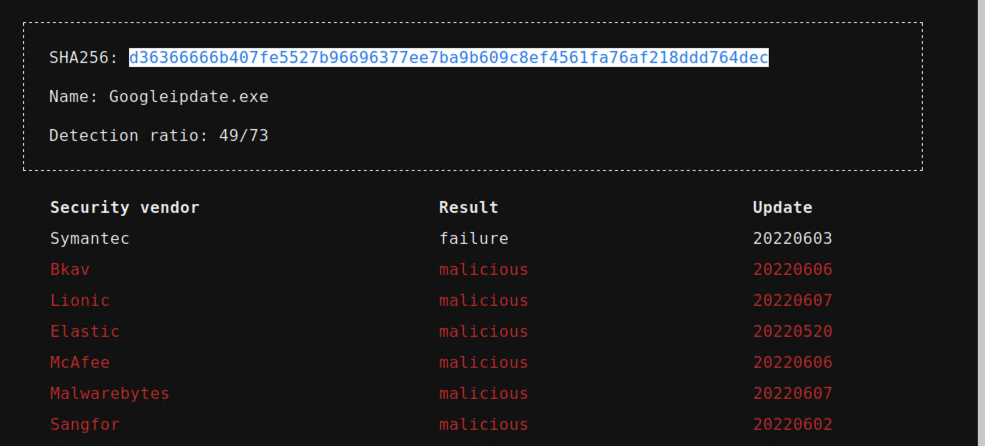 SHA256: d36366666b407fe5527b96696377ee7ba9b609c8ef4561fa76af218ddd764dec
Name: Googleipdate.exe
Detection ratio: 49/73
Security vendor Result Update
Symantec failure 20220603
Bkav malicious 20220606
Lionic malicious 20220607
Elastic malicious 20220520
McAfee malicious 20220606
Malwarebytes malicious 20220607
Sangfor malicious 20220602